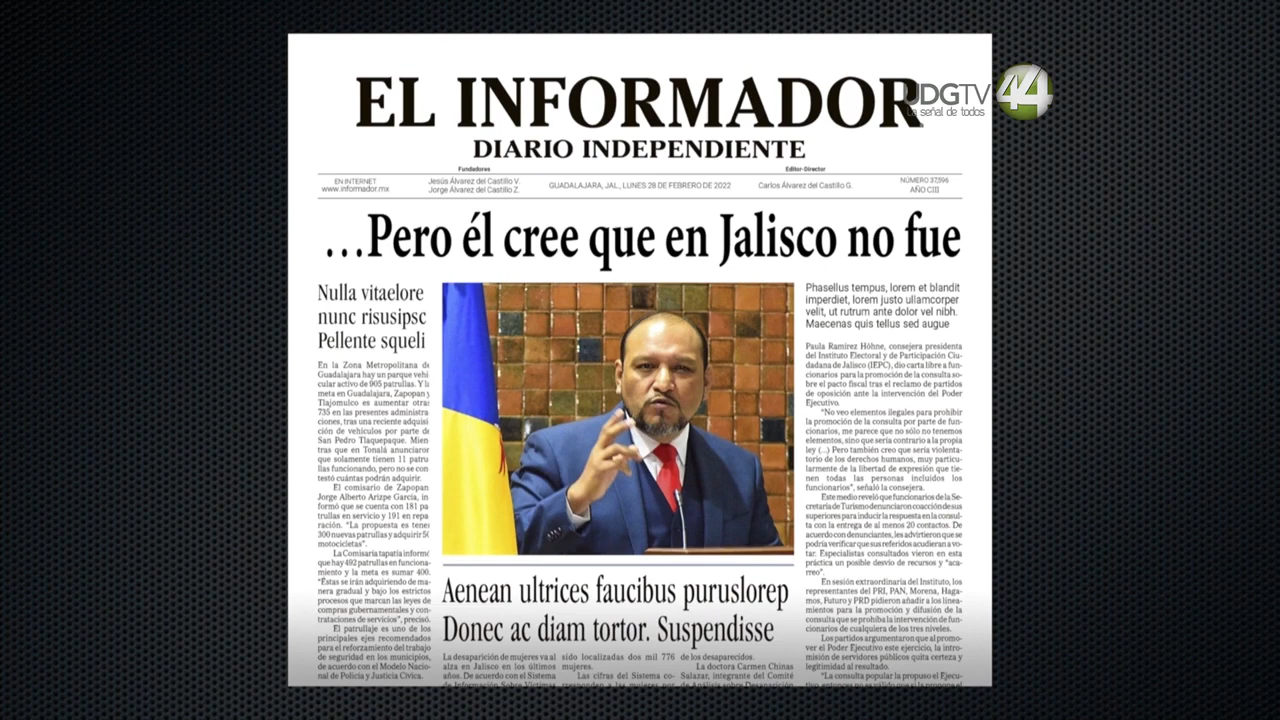 UDGTV 44
la señal de todos
EL INFORMADOR
DIARIO INDEPENDIENTE
EN INTERNET
www.informador.mx
Fundadores
Jesús Álvarez del Castillo V.
Jorge Álvarez del Castillo Z.
GUADALAJARA, JAL., LUNES 28 DE FEBRERO DE 2022
Editor-Director
Carlos Álvarez del Castillo G.
NÚMERO 37,596
AÑO CIII
...Pero él cree que en Jalisco no fue
Nulla vitaelore
nunc risusipsc
Pellente squeli
En la Zona Metropolitana de
Guadalajara hay un parque vehi
cular activo de 905 patrullas. Y la
meta en Guadalajara, Zapopan y
Tlajomulco es aumentar otras
735 en las presentes administra
ciones, tras una reciente adquisi
ción de vehículos por parte de
San Pedro Tlaquepaque. Mien
tras que en Tonalá anunciaron
que solamente tienen 11 patru
llas funcionando, pero no se con
testó cuántas podrán adquirir.
El comisario de Zapopan
Jorge Alberto Arizpe García, in
formó que se cuenta con 181 pa
trullas en servicio y 191 en repa
ración. “La propuesta es tener
300 nuevas patrullas y adquirir 50
motocicletas”.
La Comisaría tapatía informó
que hay 492 patrullas en funciona-
miento y la meta es sumar 400.
“Éstas se irán adquiriendo de ma-
nera gradual y bajo los estrictos
procesos que marcan las leyes de
compras gubernamentales y con-
trataciones de servicios”, precisó.
El patrullaje es uno de los
principales ejes recomendados
para el reforzamiento del trabajo
de seguridad en los municipios,
de acuerdo con el Modelo Nacio-
nal de Policía y Justicia Cívica.
Aenean ultrices faucibus puruslorep
Donec ac diam tortor. Suspendisse
La desaparición de mujeres va al
alza en Jalisco en los últimos
años. De acuerdo con el Sistema
de Información Sobre Víctimas
sido localizadas dos mil 776
mujeres.
Las cifras del Sistema co-
rresponden a las mujeres por
de los desaparecidos.
La doctora Carmen Chinas
Salazar, integrante del Comité
de Análisis sobre Desaparición
Phasellus tempus, lorem et blandit
imperdiet, lorem justo ullamcorper
velit, ut rutrum ante dolor vel nibh.
Maecenas quis tellus sed augue
Paula Ramírez Höhne, consejera presidenta
del Instituto Electoral y de Participación Ciu-
dadana de Jalisco (IEPC), dio carta libre a fun-
cionarios para la promoción de la consulta so-
bre el pacto fiscal tras el reclamo de partidos
de oposición ante la intervención del Poder
Ejecutivo.
“No veo elementos ilegales para prohibir
la promoción de la consulta por parte de fun-
cionarios, me parece que no sólo no tenemos
elementos, sino que sería contrario a la propia
ley (...) Pero también creo que sería violenta-
torio de los derechos humanos, muy particu-
larmente de la libertad de expresión que tie-
nen todas las personas incluidos los
funcionarios”, señaló la consejera.
Este medio reveló que funcionarios de la Se-
cretaría de Turismo denunciaron coacción de sus
superiores para inducir la respuesta en la consul-
ta con la entrega de al menos 20 contactos. De
acuerdo con denunciantes, les advirtieron que se
podría verificar que sus referidos acudieran a vo-
tar. Especialistas consultados vieron en esta
práctica un posible desvío de recursos y “aca-
rreo”.
En sesión extraordinaria del Instituto, los
representantes del PRI, PAN, Morena, Haga-
mos, Futuro y PRD pidieron añadir a los linea-
mientos para la promoción y difusión de la
consulta que se prohíba la intervención de fun-
cionarios de cualquiera de los tres niveles.
Los partidos argumentaron que al promo-
ver el Poder Ejecutivo este ejercicio, la intro-
misión de servidores públicos quita certeza y
legitimidad al resultado.
“La consulta popular la propuso el Ejecu-